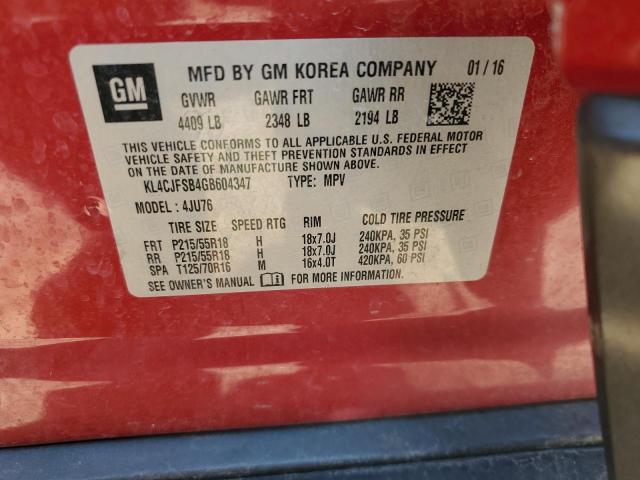 GM MFD BY GM KOREA COMPANY 01 / 16
GVWR GAWR FRT GAWR RR
4409 LB 2348 LB 2194 LB
THIS VEHICLE CONFORMS TO ALL APPLICABLE U.S. FEDERAL MOTOR
VEHICLE SAFETY AND THEFT PREVENTION STANDARDS IN EFFECT
ON THE DATE OF MANUFACTURE SHOWN ABOVE.
KL4CJFSB4GB604347 TYPE: MPV
MODEL : 4JU76
TIRE SIZE SPEED RTG RIM COLD TIRE PRESSURE
FRT P215/55R18 H 18x7.0J 240KPA, 35 PSI
RR P215/55R18 H 18x7.0J 240KPA, 35 PSI
SPA T125/70R16 M 16x4.0T 420KPA, 60 PSI
SEE OWNER'S MANUAL FOR MORE INFORMATION.